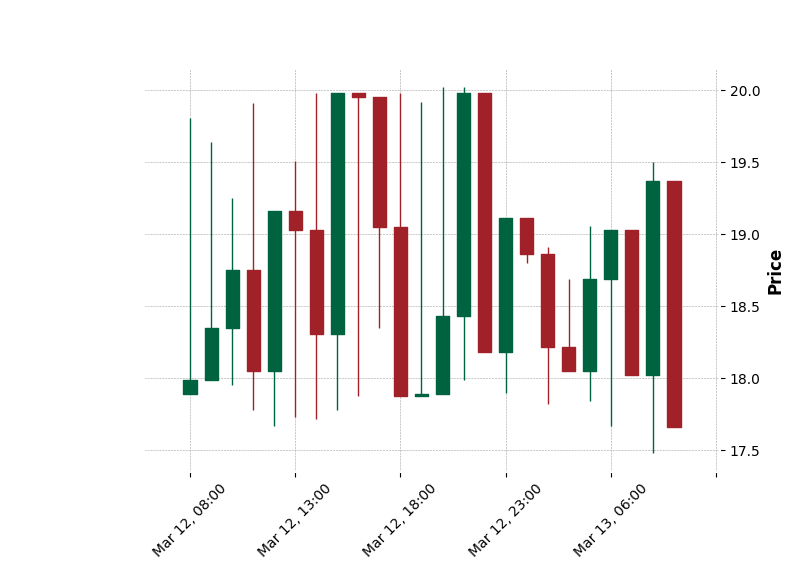 20.0
19.5
19.0
18.5
18.0
17.5
Price
Mar 12, 08:00
Mar 12, 13:00
Mar 12, 18:00
Mar 12, 23:00
Mar 13, 06:00